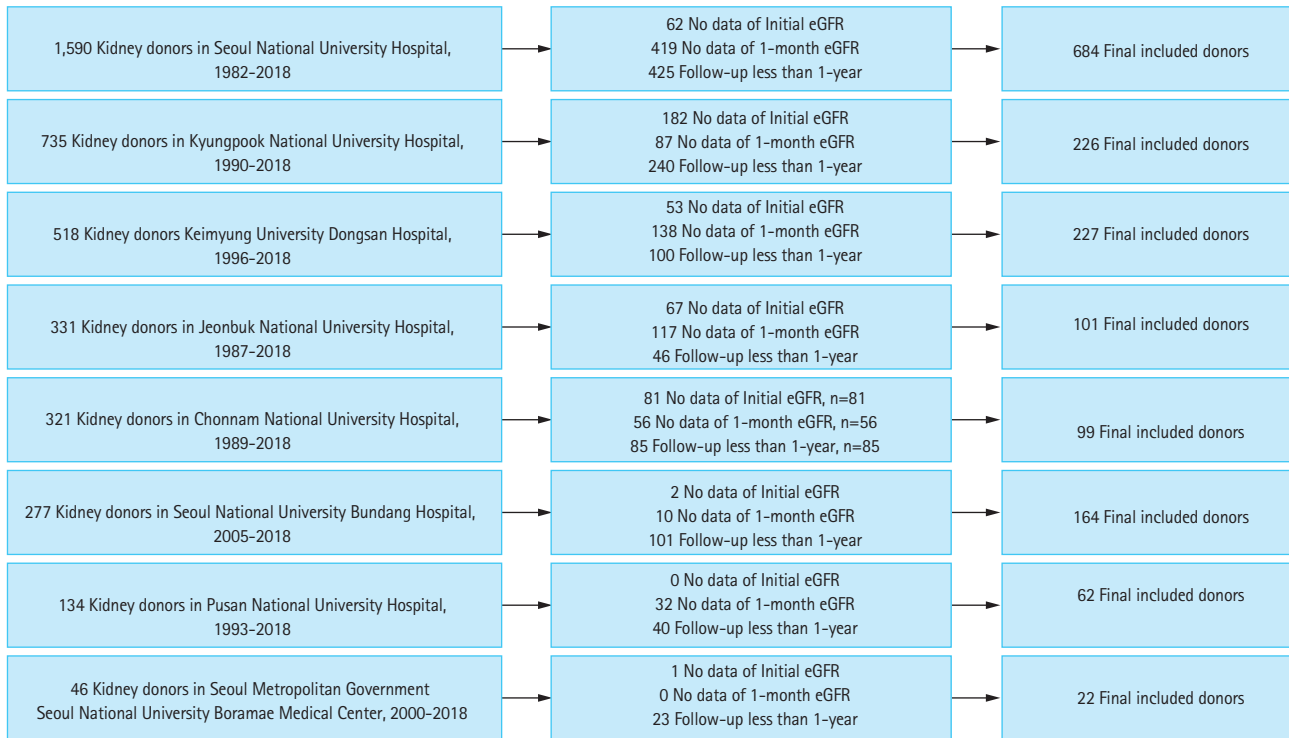 1,590 Kidney donors in Seoul National University Hospital,
1982-2018
62 No data of Initial eGFR
419 No data of 1-month eGFR
425 Follow-up less than 1-year
684 Final included donors
735 Kidney donors in Kyungpook National University Hospital,
1990-2018
182 No data of Initial eGFR
87 No data of 1-month eGFR
240 Follow-up less than 1-year
226 Final included donors
518 Kidney donors Keimyung University Dongsan Hospital,
1996-2018
53 No data of Initial eGFR
138 No data of 1-month eGFR
100 Follow-up less than 1-year
227 Final included donors
331 Kidney donors in Jeonbuk National University Hospital,
1987-2018
67 No data of Initial eGFR
117 No data of 1-month eGFR
46 Follow-up less than 1-year
101 Final included donors
321 Kidney donors in Chonnam National University Hospital,
1989-2018
81 No data of Initial eGFR, n=81
56 No data of 1-month eGFR, n=56
85 Follow-up less than 1-year, n=85
99 Final included donors
277 Kidney donors in Seoul National University Bundang Hospital,
2005-2018
2 No data of Initial eGFR
10 No data of 1-month eGFR
101 Follow-up less than 1-year
164 Final included donors
134 Kidney donors in Pusan National University Hospital,
1993-2018
0 No data of Initial eGFR
32 No data of 1-month eGFR
40 Follow-up less than 1-year
62 Final included donors
46 Kidney donors in Seoul Metropolitan Government
Seoul National University Boramae Medical Center, 2000-2018
1 No data of Initial eGFR
0 No data of 1-month eGFR
23 Follow-up less than 1-year
22 Final included donors